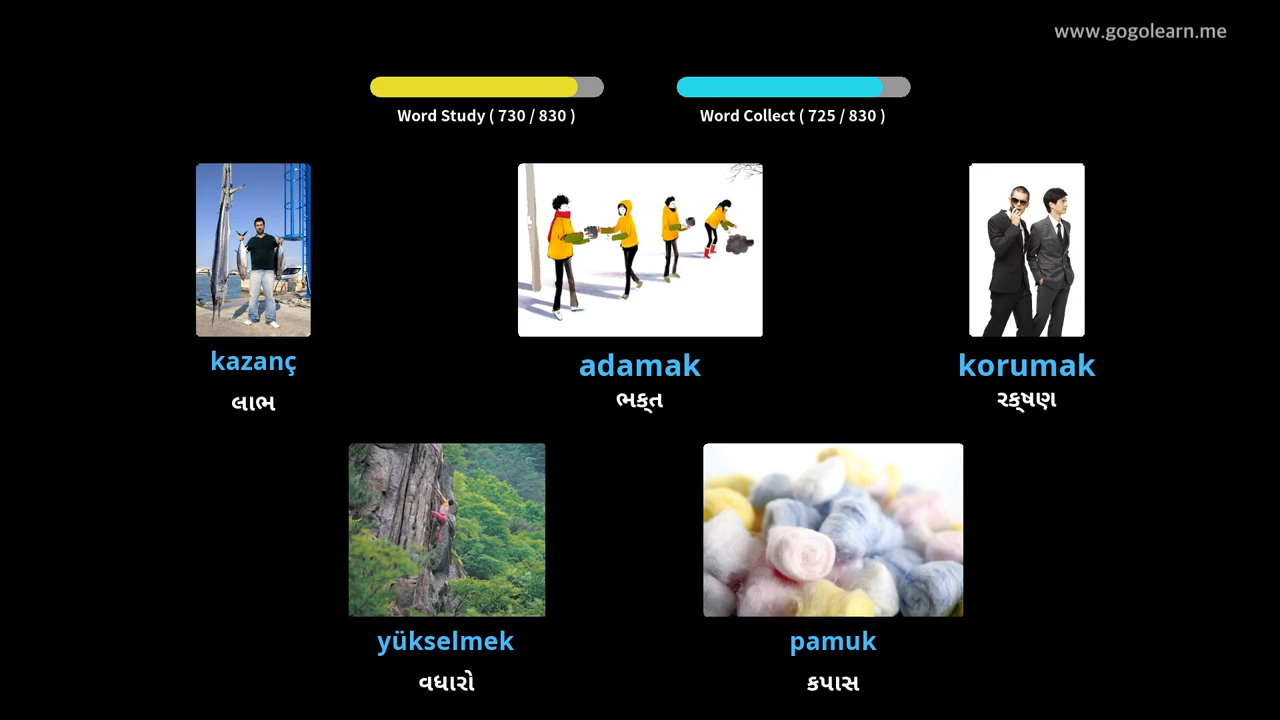 www.gogolearn.me
Word Study ( 730 / 830 )
Word Collect ( 725 / 830 )
kazanç
લાભ
adamak
ભક્ત
korumak
રક્ષણ
yükselmek
વધારો
pamuk
કપાસ